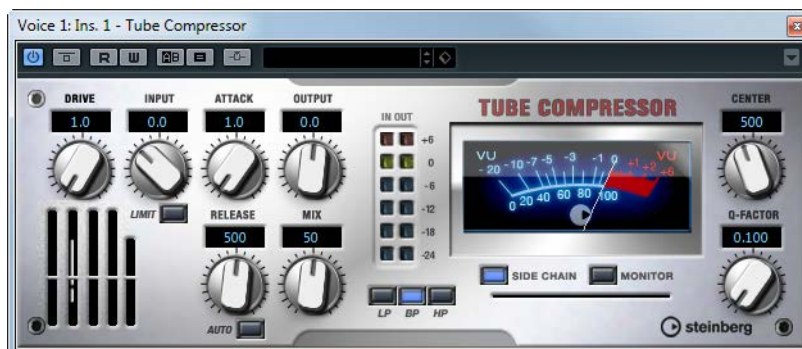 Voice 1: Ins. 1 - Tube Compressor
R W AB
DRIVE INPUT ATTACK OUTPUT
1.0 0.0 1.0 0.0
LIMIT
RELEASE MIX
500 50
AUTO
IN OUT
+6
0
-6
-12
-18
-24
LP BP HP
TUBE COMPRESSOR
VU VU
- 20 -10 -7 -5 -3 -1 0 +1 +2 +6
0 20 40 60 80 100
SIDE CHAIN MONITOR
CENTER
500
Q-FACTOR
0.100
steinberg